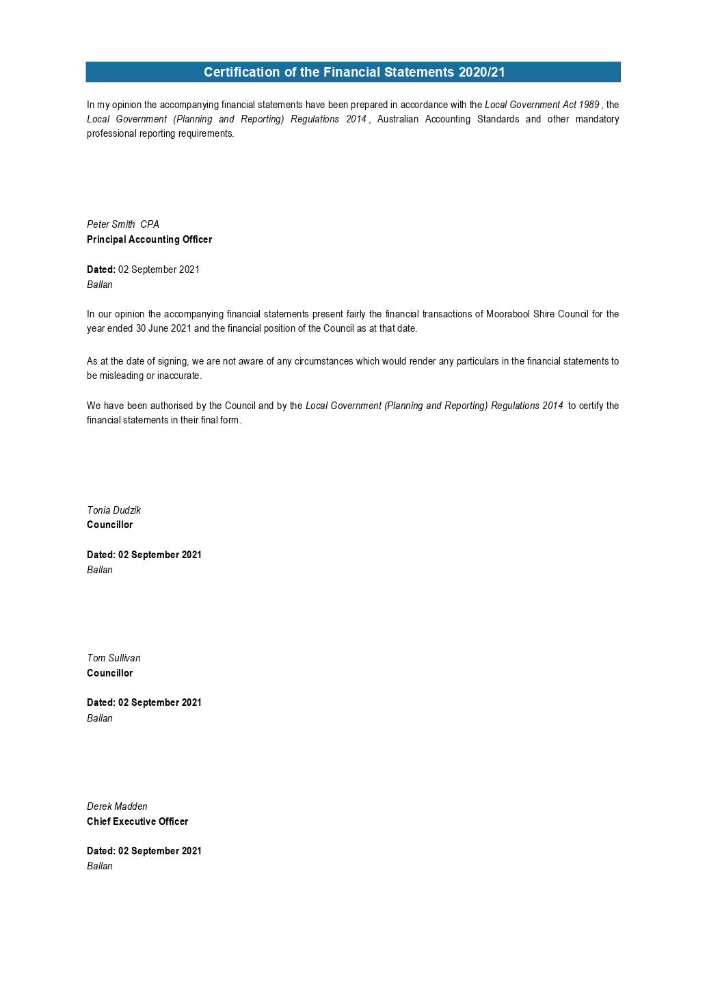 Certification of the Financial Statements 2020/21
In my opinion the accompanying financial statements have been prepared in accordance with the Local Government Act 1989 , the
Local Government (Planning and Reporting) Regulations 2014 , Australian Accounting Standards and other mandatory
professional reporting requirements.
Peter Smith CPA
Principal Accounting Officer
Dated: 02 September 2021
Ballan
In our opinion the accompanying financial statements present fairly the financial transactions of Moorabool Shire Council for the
year ended 30 June 2021 and the financial position of the Council as at that date.
As at the date of signing, we are not aware of any circumstances which would render any particulars in the financial statements to
be misleading or inaccurate.
We have been authorised by the Council and by the Local Government (Planning and Reporting) Regulations 2014 to certify the
financial statements in their final form.
Tonia Dudzik
Councillor
Dated: 02 September 2021
Ballan
Tom Sullivan
Councillor
Dated: 02 September 2021
Ballan
Derek Madden
Chief Executive Officer
Dated: 02 September 2021
Ballan